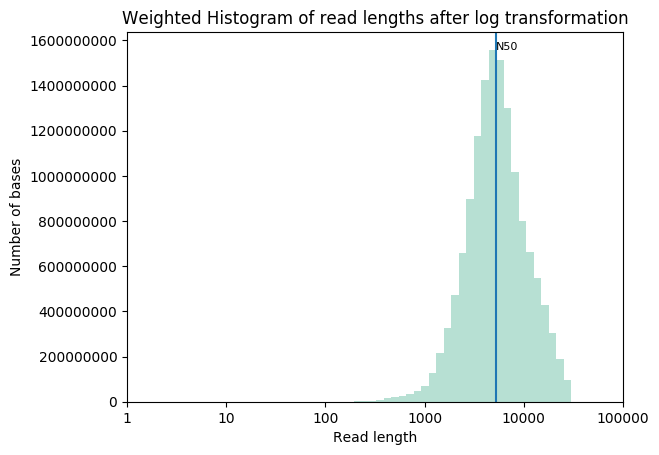 Weighted Histogram of read lengths after log transformation
1600000000
1400000000
1200000000
1000000000
800000000
600000000
400000000
200000000
0
Number of bases
N50
1 10 100 1000 10000 100000
Read length